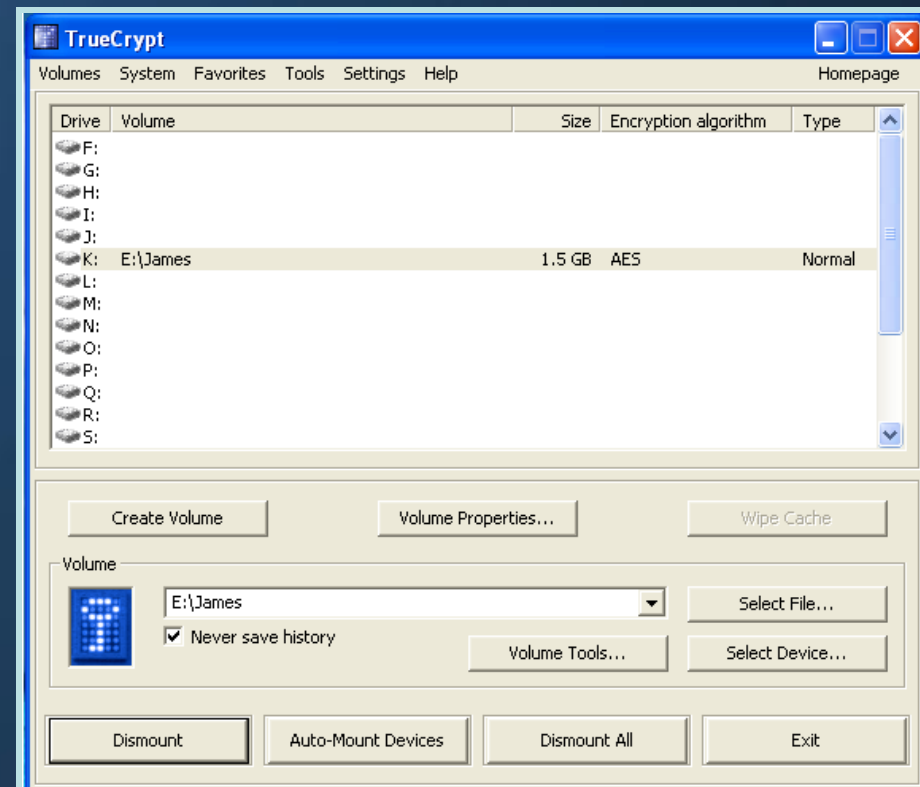 TrueCrypt
Volumes System Favorites Tools Settings Help Homepage
Drive Volume Size Encryption algorithm Type
F:
G:
H:
I:
J:
K: E:\James 1.5 GB AES Normal
L:
M:
N:
O:
P:
Q:
R:
S:
Create Volume Volume Properties... Wipe Cache
Volume
E:\James Select File...
Never save history
Volume Tools... Select Device...
Dismount Auto-Mount Devices Dismount All Exit